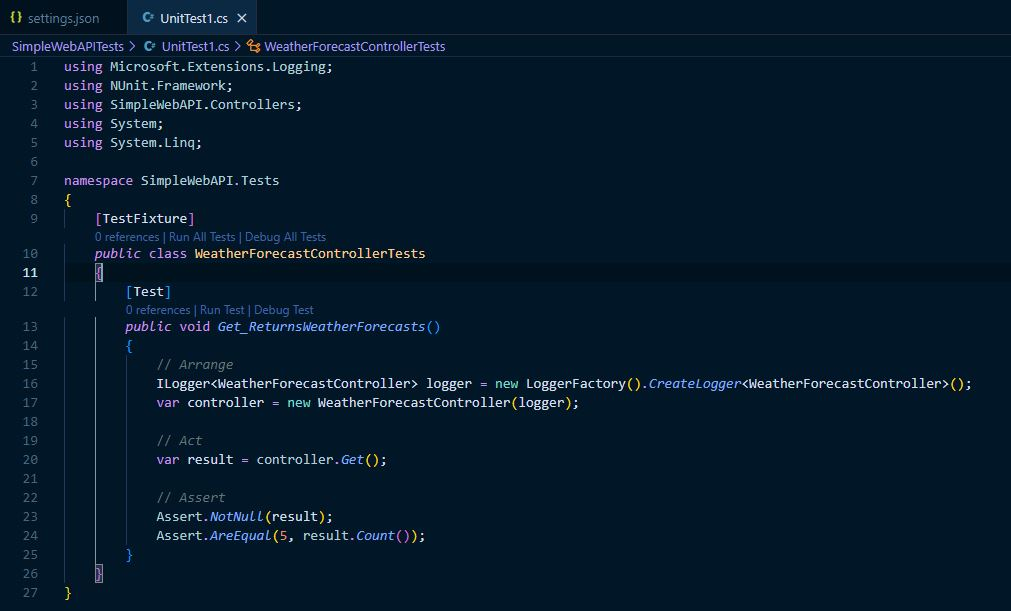 {} settings.json
C# UnitTest1.cs ×
SimpleWebAPITests > C# UnitTest1.cs > WeatherForecastControllerTests
1 using Microsoft.Extensions.Logging;
2 using NUnit.Framework;
3 using SimpleWebAPI.Controllers;
4 using System;
5 using System.Linq;
6
7 namespace SimpleWebAPI.Tests
8 {
9     [TestFixture]
0 references | Run All Tests | Debug All Tests
10     public class WeatherForecastControllerTests
11     {
12         [Test]
0 references | Run Test | Debug Test
13         public void Get_ReturnsWeatherForecasts()
14         {
15             // Arrange
16             ILogger<WeatherForecastController> logger = new LoggerFactory().CreateLogger<WeatherForecastController>();
17             var controller = new WeatherForecastController(logger);
18
19             // Act
20             var result = controller.Get();
21
22             // Assert
23             Assert.NotNull(result);
24             Assert.AreEqual(5, result.Count());
25         }
26     }
27 }